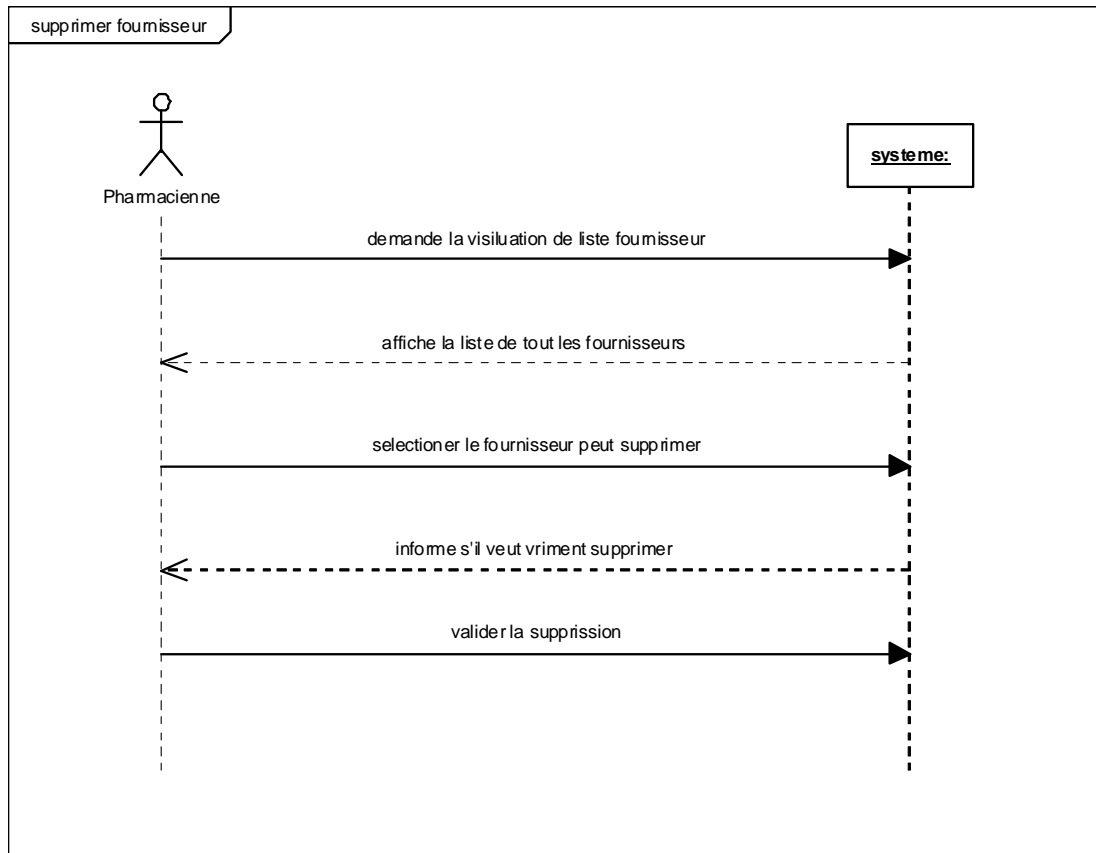 supprimer fournisseur
Pharmacienne
systeme:
demande la visiluation de liste fournisseur
affiche la liste de tout les fournisseurs
selectioner le fournisseur peut supprimer
informe s'il veut vriment supprimer
valider la supprission